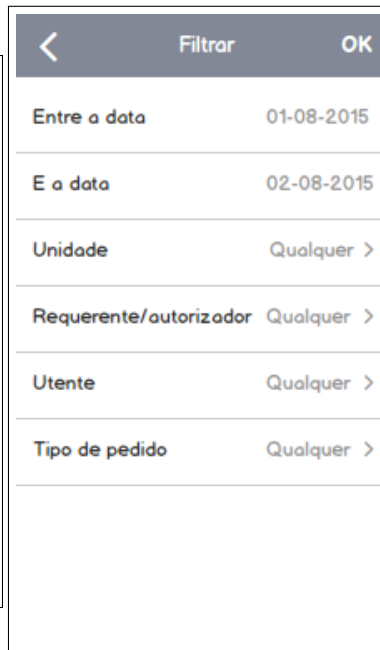 Filtrar OK
Entre a data 01-08-2015
E a data 02-08-2015
Unidade Qualquer >
Requerente/autorizador Qualquer >
Utente Qualquer >
Tipo de pedido Qualquer >